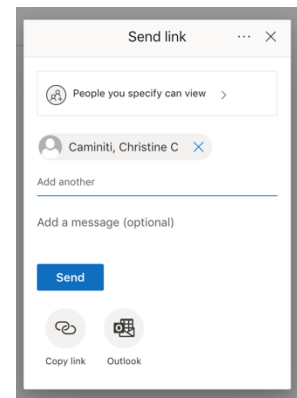 Send link
People you specify can view
Caminiti, Christine C
Add another
Add a message (optional)
Send
Copy link Outlook